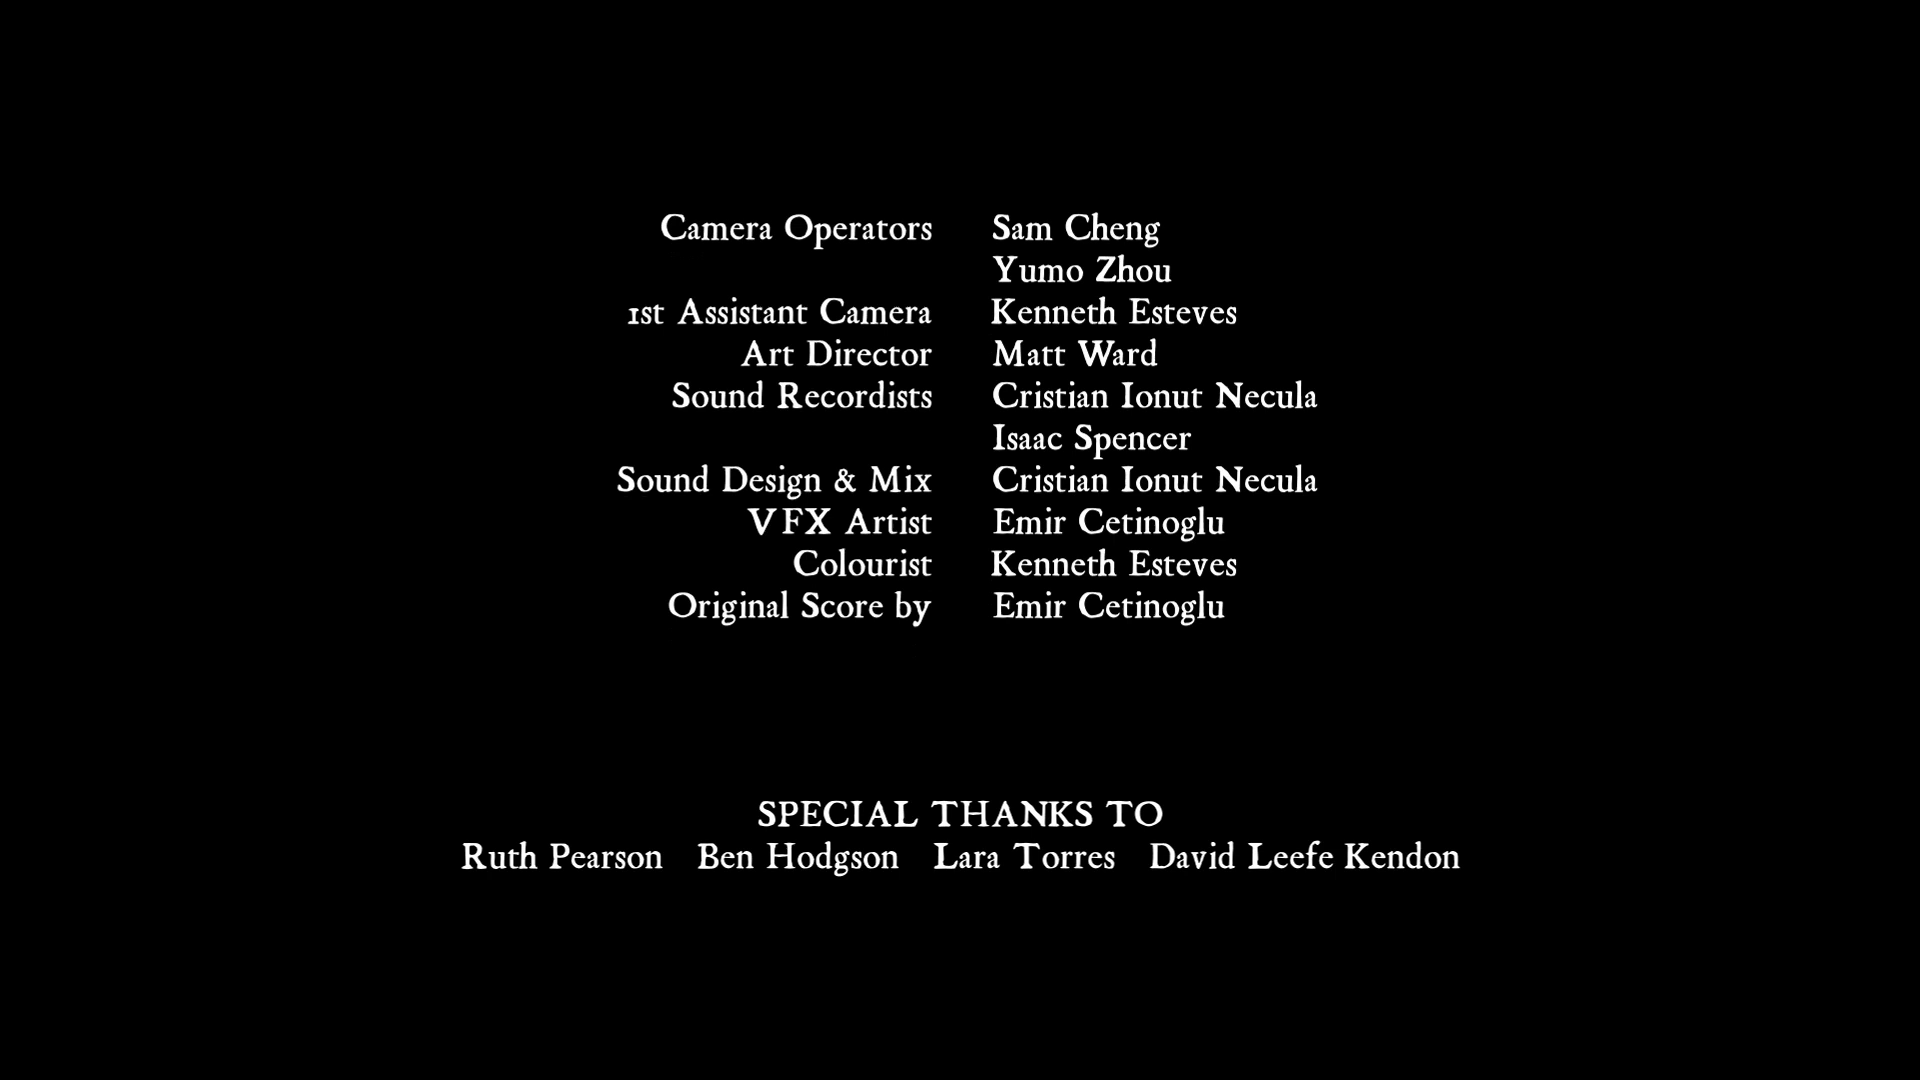 Camera Operators Sam Cheng
Yumo Zhou
1st Assistant Camera Kenneth Esteves
Art Director Matt Ward
Sound Recordists Cristian Ionut Necula
Isaac Spencer
Sound Design & Mix Cristian Ionut Necula
VFX Artist Emir Cetinoglu
Colourist Kenneth Esteves
Original Score by Emir Cetinoglu
SPECIAL THANKS TO
Ruth Pearson Ben Hodgson Lara Torres David Leefe Kendon